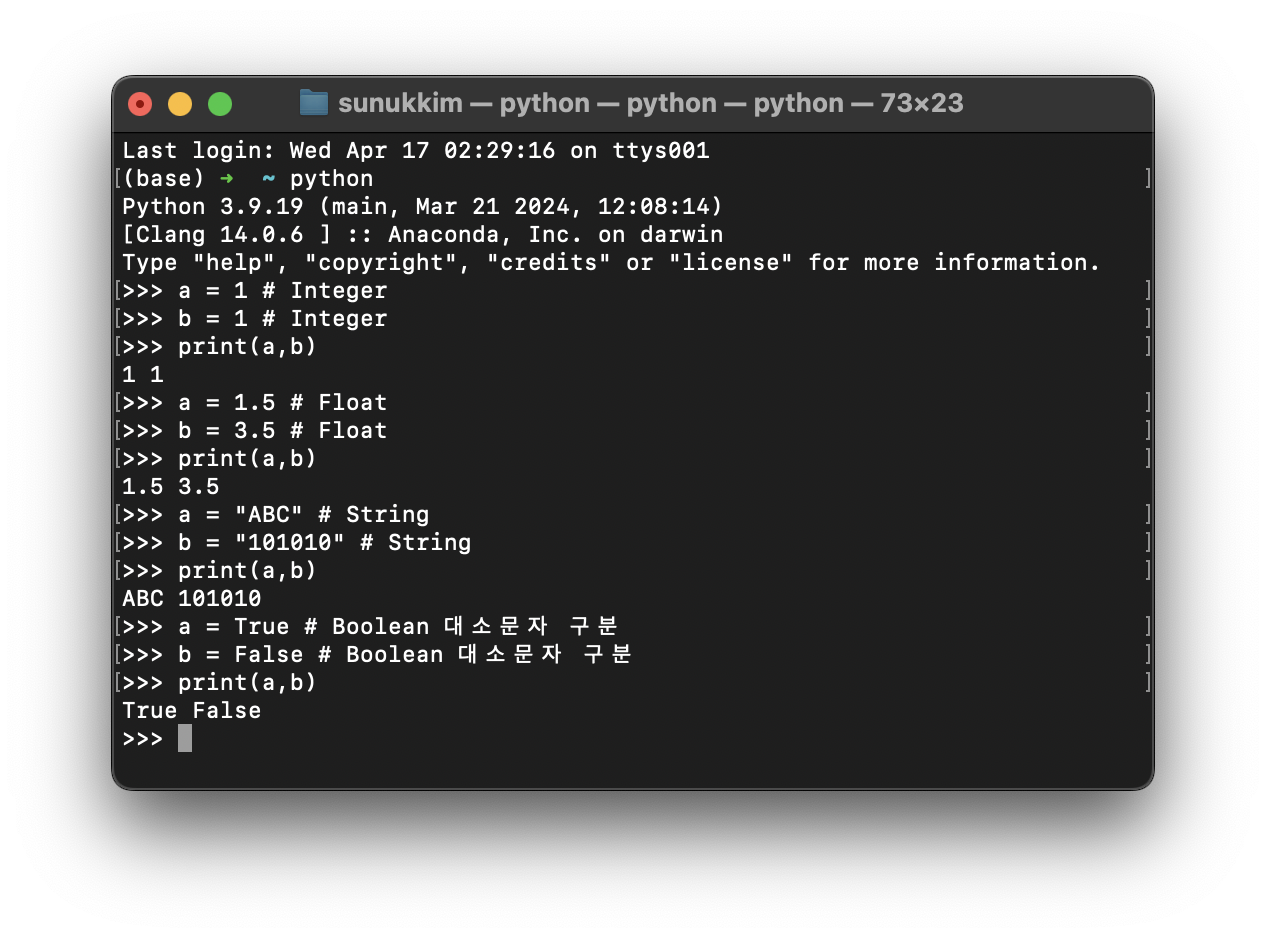 sunukkim — python — python — python — 73×23
Last login: Wed Apr 17 02:29:16 on ttys001
[(base) ➜  ~ python ]
Python 3.9.19 (main, Mar 21 2024, 12:08:14)
[Clang 14.0.6 ] :: Anaconda, Inc. on darwin
Type "help", "copyright", "credits" or "license" for more information.
[>>> a = 1 # Integer ]
[>>> b = 1 # Integer ]
[>>> print(a,b) ]
1 1
[>>> a = 1.5 # Float ]
[>>> b = 3.5 # Float ]
[>>> print(a,b) ]
1.5 3.5
[>>> a = "ABC" # String ]
[>>> b = "101010" # String ]
[>>> print(a,b) ]
ABC 101010
[>>> a = True # Boolean 대소문자 구분 ]
[>>> b = False # Boolean 대소문자 구분 ]
[>>> print(a,b) ]
True False
>>>